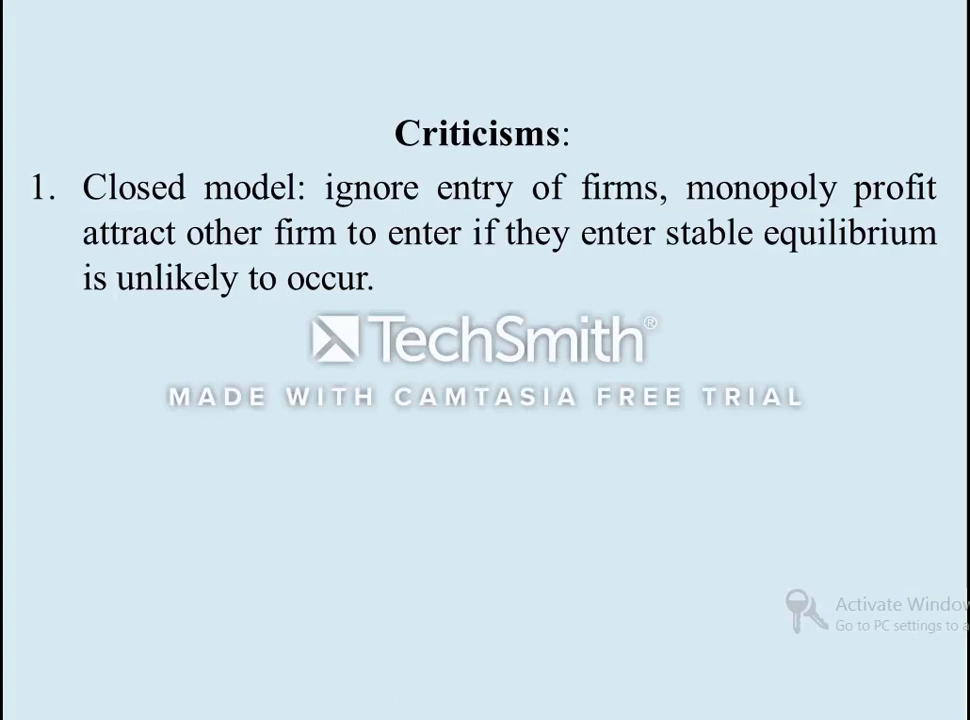 Criticisms:
1. Closed model: ignore entry of firms, monopoly profit
attract other firm to enter if they enter stable equilibrium
is unlikely to occur.
TechSmith®
MADE WITH CAMTASIA FREE TRIAL
Activate Window
Go to PC settings to a